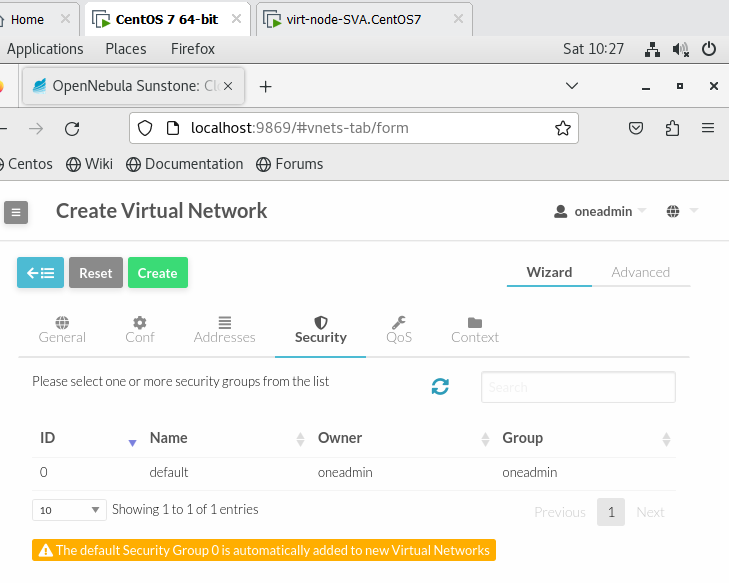 Home
CentOS 7 64-bit
virt-node-SVA.CentOS7
Applications Places Firefox Sat 10:27
OpenNebula Sunstone: Cl
localhost:9869/#vnets-tab/form
Centos Wiki Documentation Forums
Create Virtual Network oneadmin
Reset Create Wizard Advanced
General Conf Addresses Security QoS Context
Please select one or more security groups from the list Search
ID Name Owner Group
0 default oneadmin oneadmin
10 Showing 1 to 1 of 1 entries Previous 1 Next
The default Security Group 0 is automatically added to new Virtual Networks